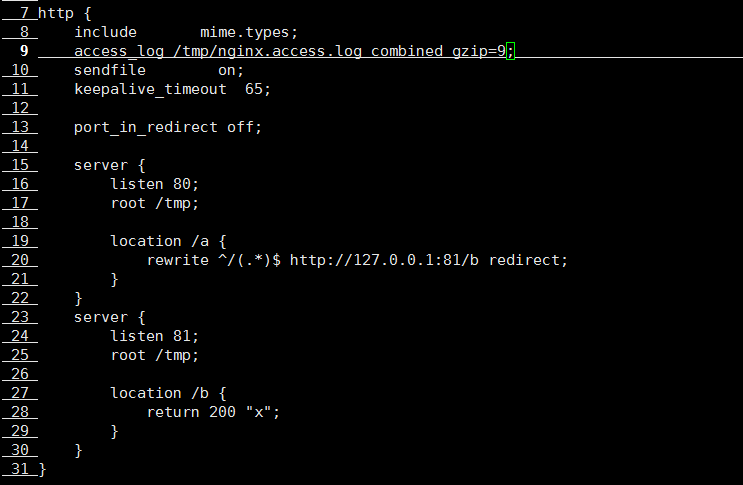 7 http {
8     include       mime.types;
9     access_log /tmp/nginx.access.log combined gzip=9;
10     sendfile        on;
11     keepalive_timeout  65;
12
13     port_in_redirect off;
14
15     server {
16         listen 80;
17         root /tmp;
18
19         location /a {
20             rewrite ^/(.*)$ http://127.0.0.1:81/b redirect;
21         }
22     }
23     server {
24         listen 81;
25         root /tmp;
26
27         location /b {
28             return 200 "x";
29         }
30     }
31 }